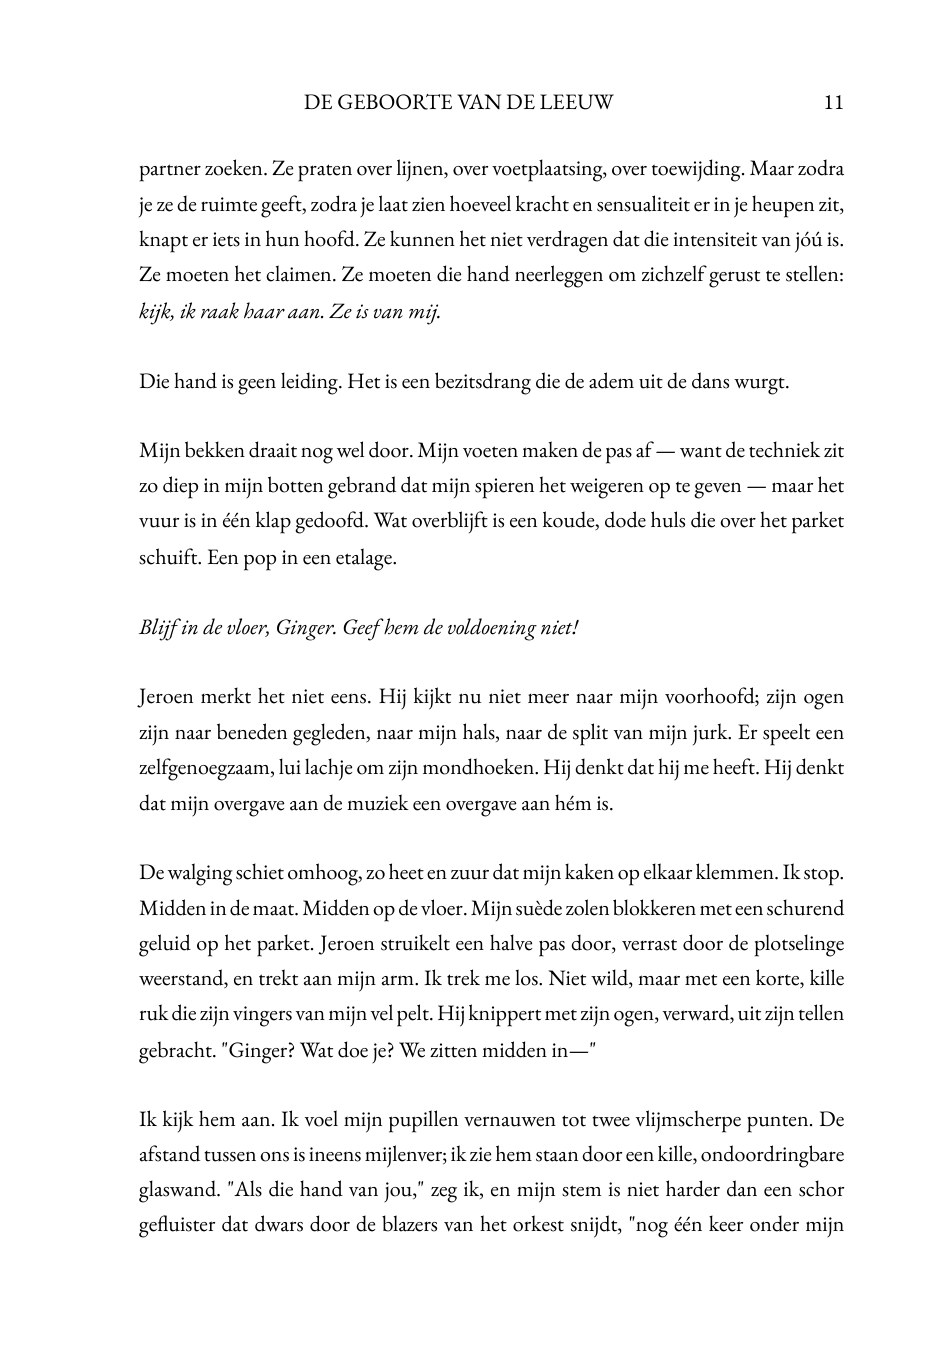 DE GEBOORTE VAN DE LEEUW 11
partner zoeken. Ze praten over lijnen, over voetplaatsing, over toewijding. Maar zodra
je ze de ruimte geeft, zodra je laat zien hoeveel kracht en sensualiteit er in je heupen zit,
knapt er iets in hun hoofd. Ze kunnen het niet verdragen dat die intensiteit van jóú is.
Ze moeten het claimen. Ze moeten die hand neerleggen om zichzelf gerust te stellen:
kijk, ik raak haar aan. Ze is van mij.
Die hand is geen leiding. Het is een bezitsdrang die de adem uit de dans wurgt.
Mijn bekken draait nog wel door. Mijn voeten maken de pas af — want de techniek zit
zo diep in mijn botten gebrand dat mijn spieren het weigeren op te geven — maar het
vuur is in één klap gedoofd. Wat overblijft is een koude, dode huls die over het parket
schuift. Een pop in een etalage.
Blijf in de vloer, Ginger. Geef hem de voldoening niet!
Jeroen merkt het niet eens. Hij kijkt nu niet meer naar mijn voorhoofd; zijn ogen
zijn naar beneden gegleden, naar mijn hals, naar de split van mijn jurk. Er speelt een
zelfgenoegzaam, lui lachje om zijn mondhoeken. Hij denkt dat hij me heeft. Hij denkt
dat mijn overgave aan de muziek een overgave aan hém is.
De walging schiet omhoog, zo heet en zuur dat mijn kaken op elkaar klemmen. Ik stop.
Midden in de maat. Midden op de vloer. Mijn suède zolen blokkeren met een schurend
geluid op het parket. Jeroen struikelt een halve pas door, verrast door de plotselinge
weerstand, en trekt aan mijn arm. Ik trek me los. Niet wild, maar met een korte, kille
ruk die zijn vingers van mijn vel pelt. Hij knippert met zijn ogen, verward, uit zijn tellen
gebracht. "Ginger? Wat doe je? We zitten midden in—"
Ik kijk hem aan. Ik voel mijn pupillen vernauwen tot twee vlijmscherpe punten. De
afstand tussen ons is ineens mijlenver; ik zie hem staan door een kille, ondoordringbare
glaswand. "Als die hand van jou," zeg ik, en mijn stem is niet harder dan een schor
gefluister dat dwars door de blazers van het orkest snijdt, "nog één keer onder mijn